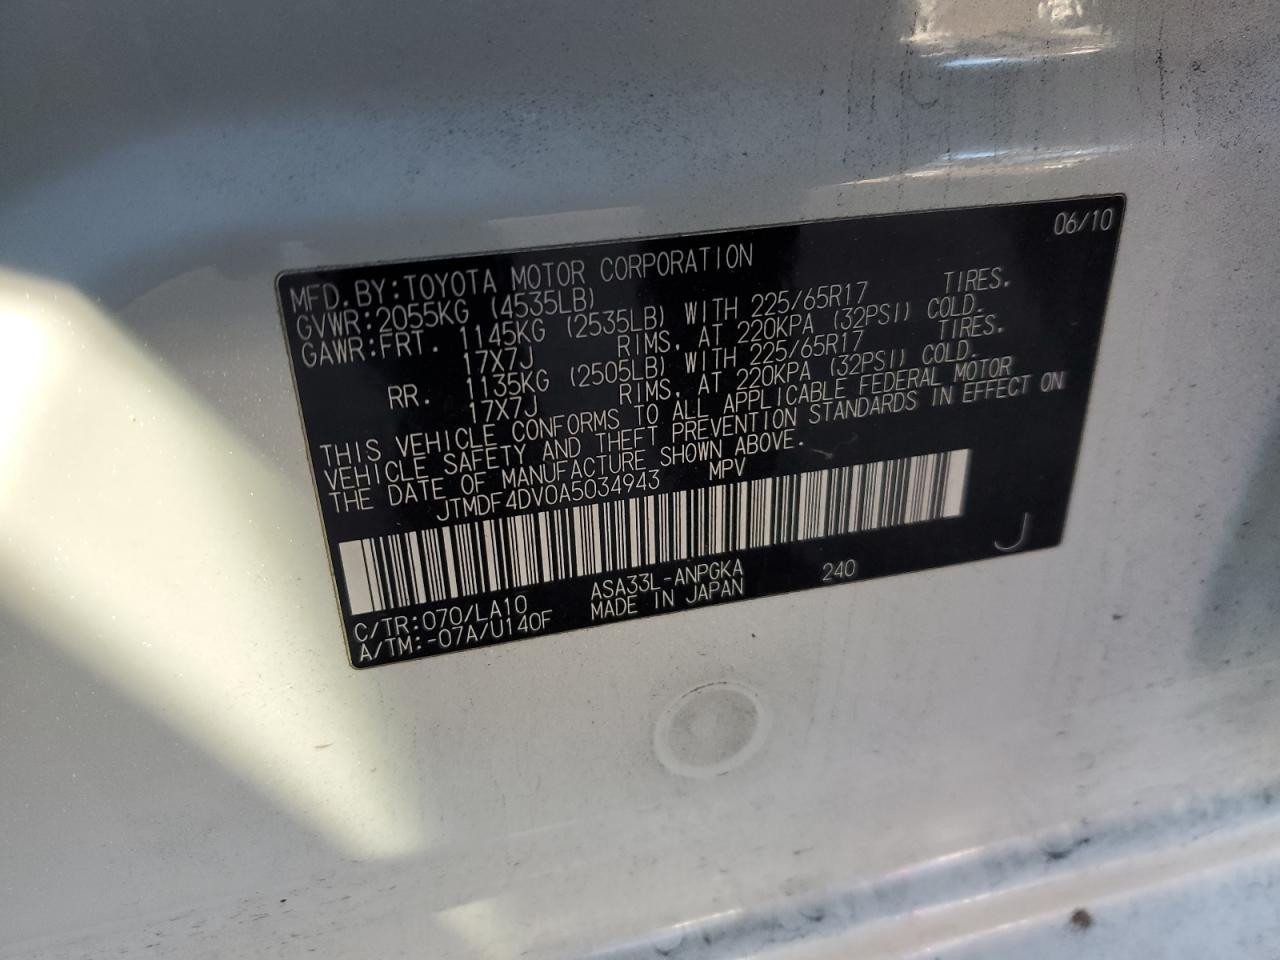 06/10
MFD.BY:TOYOTA MOTOR CORPORATION
GVWR:2055KG (4535LB)
GAWR:FRT. 1145KG (2535LB) WITH 225/65R17 TIRES.
17X7J RIMS, AT 220KPA (32PSI) COLD.
RR. 1135KG (2505LB) WITH 225/65R17 TIRES.
17X7J RIMS, AT 220KPA (32PSI) COLD.
THIS VEHICLE CONFORMS TO ALL APPLICABLE FEDERAL MOTOR
VEHICLE SAFETY AND THEFT PREVENTION STANDARDS IN EFFECT ON
THE DATE OF MANUFACTURE SHOWN ABOVE.
JTMDF4DV0A5034943 MPV
C/TR:070/LA10 ASA33L-ANPGKA 240 J
A/TM:-07A/U140F MADE IN JAPAN